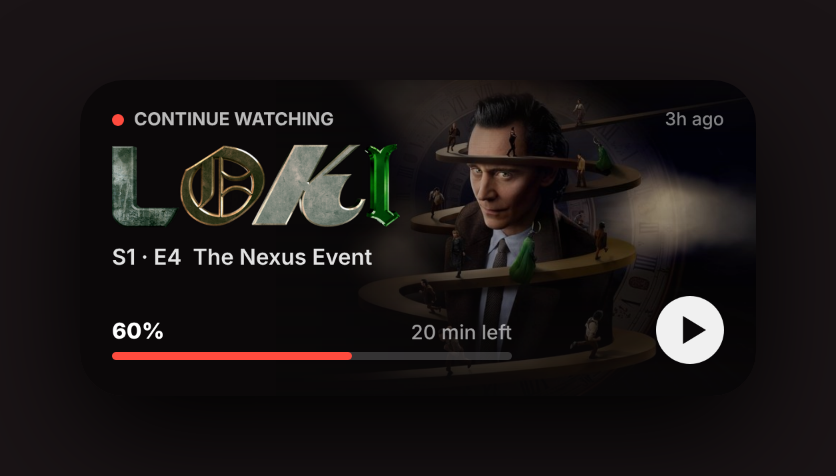 CONTINUE WATCHING
3h ago
LOKI
S1 · E4 The Nexus Event
60%
20 min left